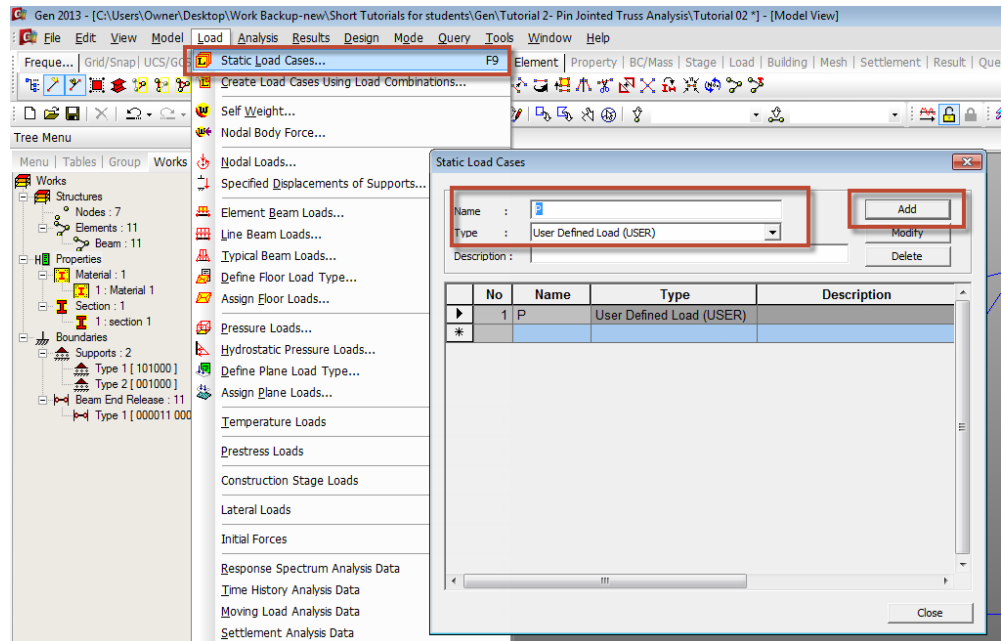 Gen 2013 - [C:\Users\Owner\Desktop\Work Backup-new\Short Tutorials for students\Gen\Tutorial 2- Pin Jointed Truss Analysis\Tutorial 02 *] - [Model View]
File Edit View Model Load Analysis Results Design Mode Query Tools Window Help
Freque... Grid/Snap UCS/GCS Element Property BC/Mass Stage Load Building Mesh Settlement Result Que
Static Load Cases... F9
Create Load Cases Using Load Combinations...
Self Weight...
Nodal Body Force...
Nodal Loads...
Specified Displacements of Supports...
Element Beam Loads...
Line Beam Loads...
Typical Beam Loads...
Define Floor Load Type...
Assign Floor Loads...
Pressure Loads...
Hydrostatic Pressure Loads...
Define Plane Load Type...
Assign Plane Loads...
Temperature Loads
Prestress Loads
Construction Stage Loads
Lateral Loads
Initial Forces
Response Spectrum Analysis Data
Time History Analysis Data
Moving Load Analysis Data
Settlement Analysis Data
Tree Menu
Menu Tables Group Works
Works
Structures
Nodes : 7
Elements : 11
Beam : 11
Properties
Material : 1
1 : Material 1
Section : 1
1 : section 1
Boundaries
Supports : 2
Type 1 [ 101000 ]
Type 2 [ 001000 ]
Beam End Release : 11
Type 1 [ 000011 000
Static Load Cases
Name : P
Type : User Defined Load (USER)
Description :
Add
Modify
Delete
No Name Type Description
1 P User Defined Load (USER)
Close